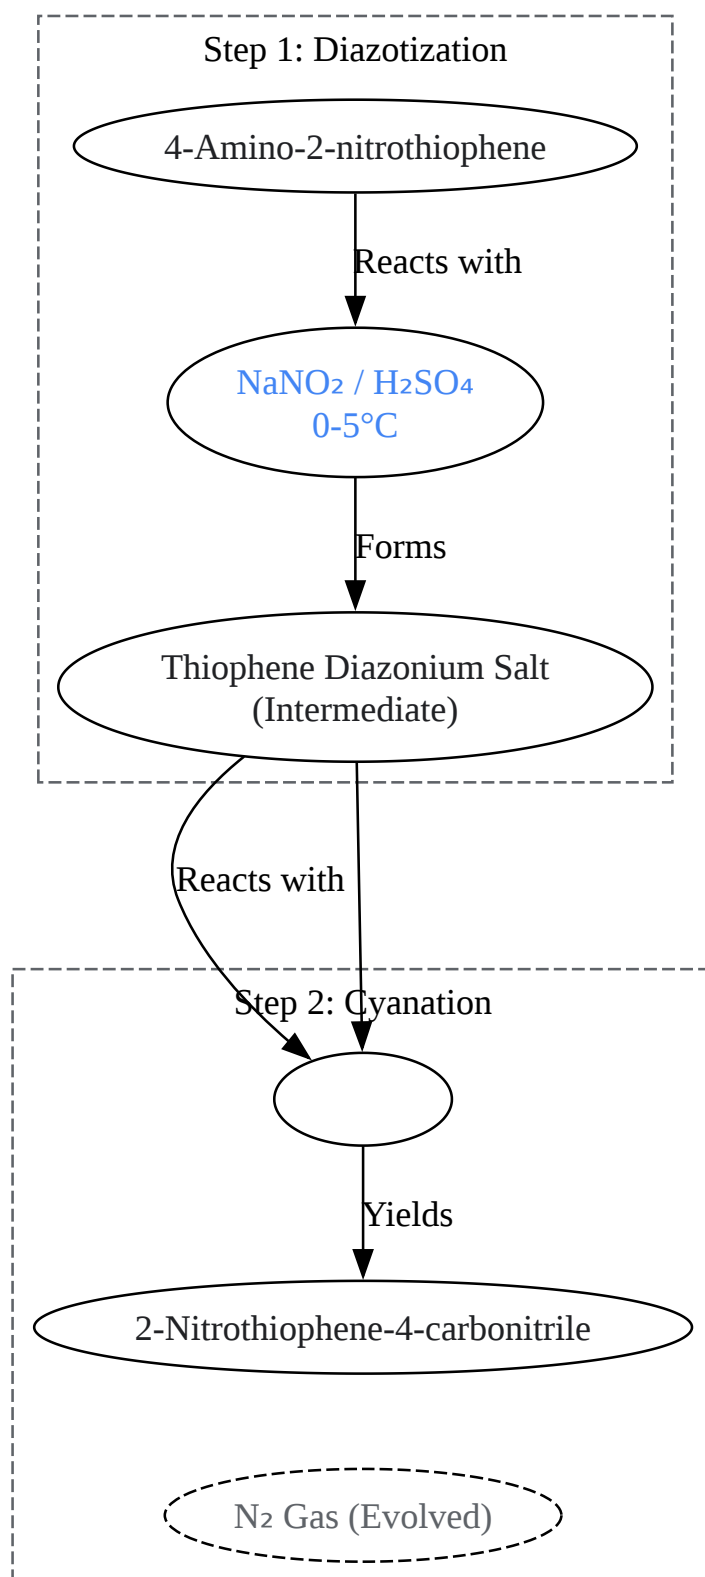 Step 1: Diazotization
4-Amino-2-nitrothiophene
Reacts with
NaNO₂ / H₂SO₄
0-5°C
Forms
Thiophene Diazonium Salt
(Intermediate)
Reacts with
Step 2: Cyanation
Yields
2-Nitrothiophene-4-carbonitrile
N₂ Gas (Evolved)